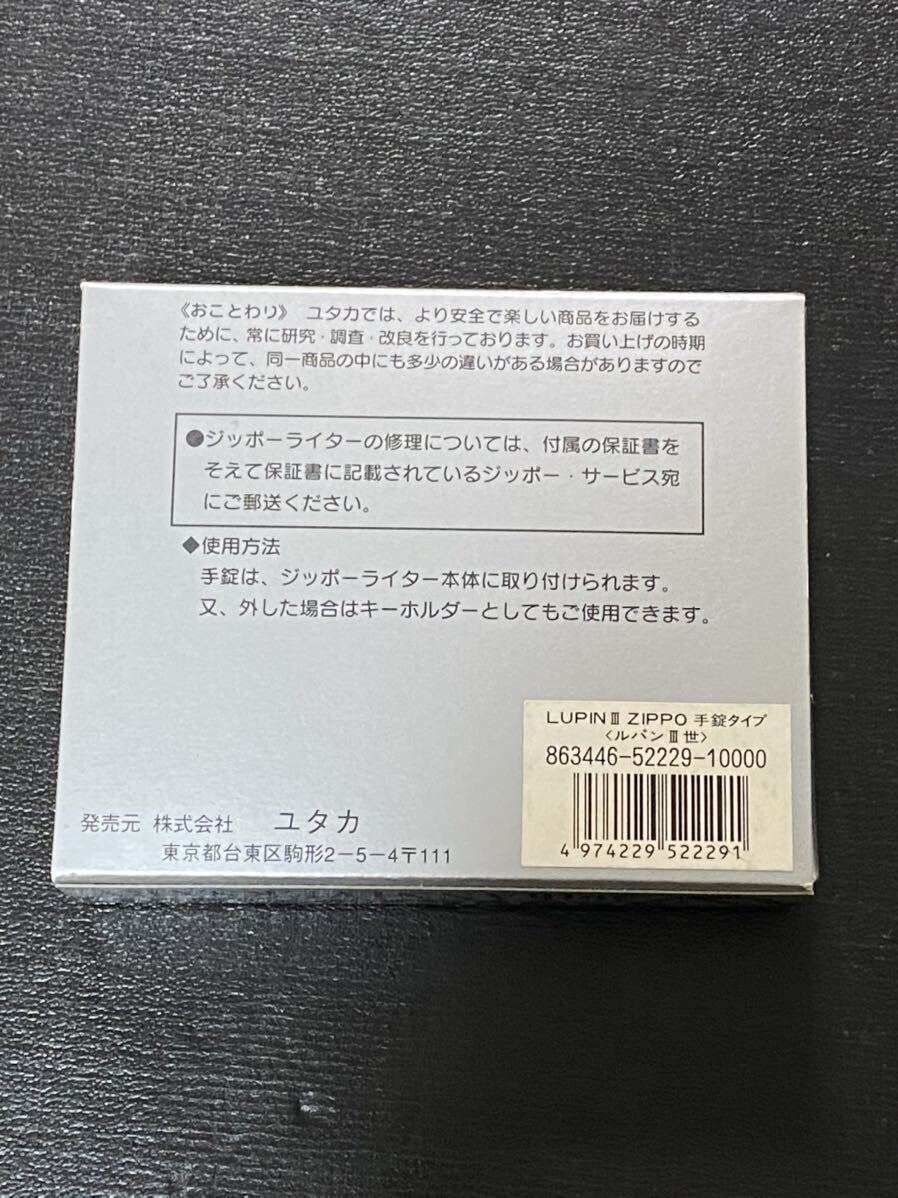 《おことわり》 ユタカでは、より安全で楽しい商品をお届けする
ために、常に研究・調査・改良を行っております。お買い上げの時期
によって、同一商品の中にも多少の違いがある場合がありますので
ご了承ください。
●ジッポーライターの修理については、付属の保証書を
そえて保証書に記載されているジッポー・サービス宛
にご郵送ください。
◆使用方法
手錠は、ジッポーライター本体に取り付けられます。
又、外した場合はキーホルダーとしてもご使用できます。
LUPINⅢ ZIPPO 手錠タイプ
〈ルパンⅢ世〉
863446-52229-10000
4 974229 522291
発売元 株式会社 ユタカ
東京都台東区駒形2-5-4〒111